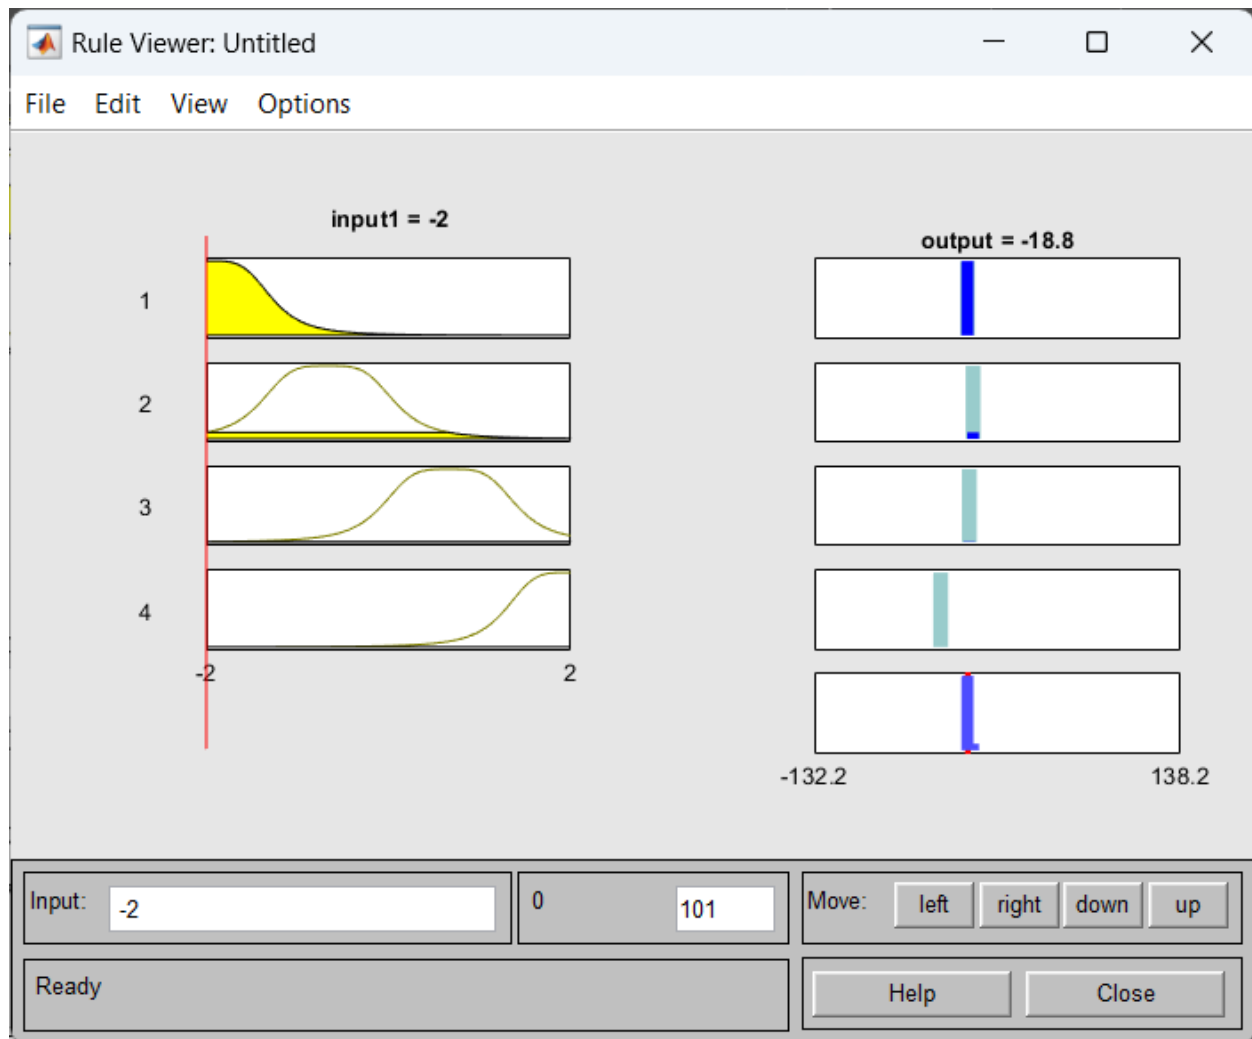 Rule Viewer: Untitled
File Edit View Options
input1 = -2
output = -18.8
1
2
3
4
-2 2
-132.2 138.2
Input: -2 0 101 Move: left right down up
Ready Help Close